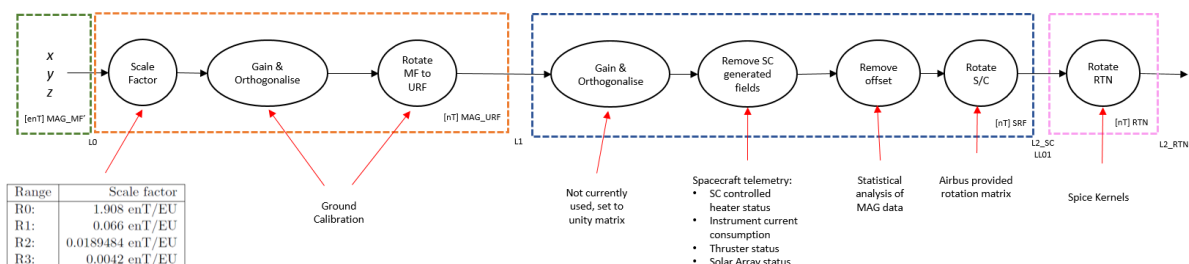 x
y
z
[enT] MAG_MF'
L0
Scale
Factor
Gain &
Orthogonalise
Rotate
MF to
URF
[nT] MAG_URF
L1
Gain &
Orthogonalise
Remove SC
generated
fields
Remove
offset
Rotate
S/C
[nT] SRF
L2_SC
LL01
Rotate
RTN
[nT] RTN
L2_RTN
Range Scale factor
R0: 1.908 enT/EU
R1: 0.066 enT/EU
R2: 0.0189484 enT/EU
R3: 0.0042 enT/EU
Ground
Calibration
Not currently
used, set to
unity matrix
Spacecraft telemetry:
• SC controlled
heater status
• Instrument current
consumption
• Thruster status
• Solar Array status
Statistical
analysis of
MAG data
Airbus provided
rotation matrix
Spice Kernels